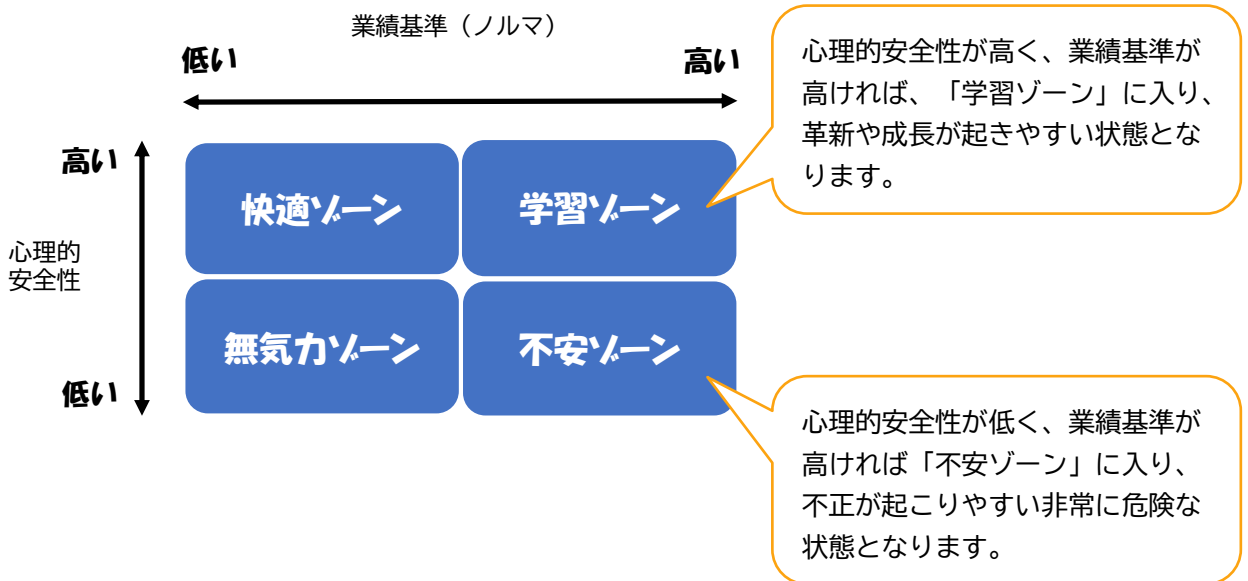 業績基準（ノルマ）
低い
高い
心理的安全性が高く、業績基準が
高ければ、「学習ゾーン」に入り、
革新や成長が起きやすい状態とな
ります。
高い
快適ゾーン
学習ゾーン
心理的
安全性
無気力ゾーン
不安ゾーン
低い
心理的安全性が低く、業績基準が
高ければ「不安ゾーン」に入り、
不正が起こりやすい非常に危険な
状態となります。